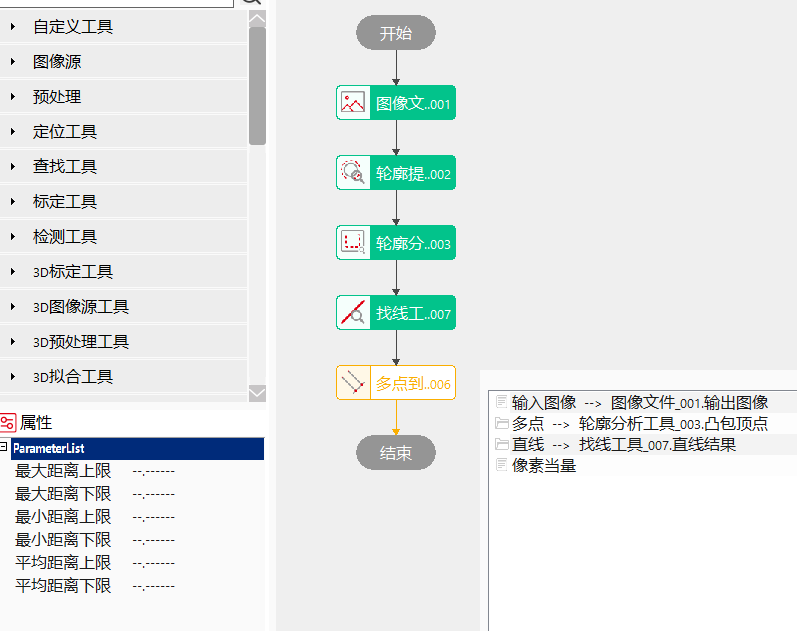 自定义工具
图像源
预处理
定位工具
查找工具
标定工具
检测工具
3D标定工具
3D图像源工具
3D预处理工具
3D拟合工具
属性
ParameterList
最大距离上限 --.------
最大距离下限 --.------
最小距离上限 --.------
最小距离下限 --.------
平均距离上限 --.------
平均距离下限 --.------
开始
图像文..001
轮廓提..002
轮廓分..003
找线工..007
多点到..006
结束
输入图像 --> 图像文件_001.输出图像
多点 --> 轮廓分析工具_003.凸包顶点
直线 --> 找线工具_007.直线结果
像素当量